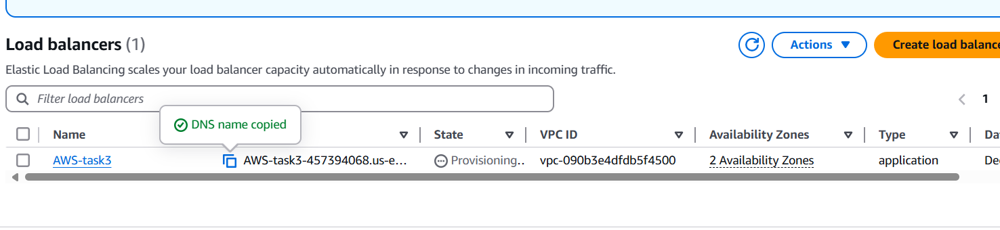 Load balancers (1)
Actions
Create load balance
Elastic Load Balancing scales your load balancer capacity automatically in response to changes in incoming traffic.
Filter load balancers
1
DNS name copied
Name
State
VPC ID
Availability Zones
Type
Da
AWS-task3
AWS-task3-457394068.us-e...
Provisioning..
vpc-090b3e4dfdb5f4500
2 Availability Zones
application
De